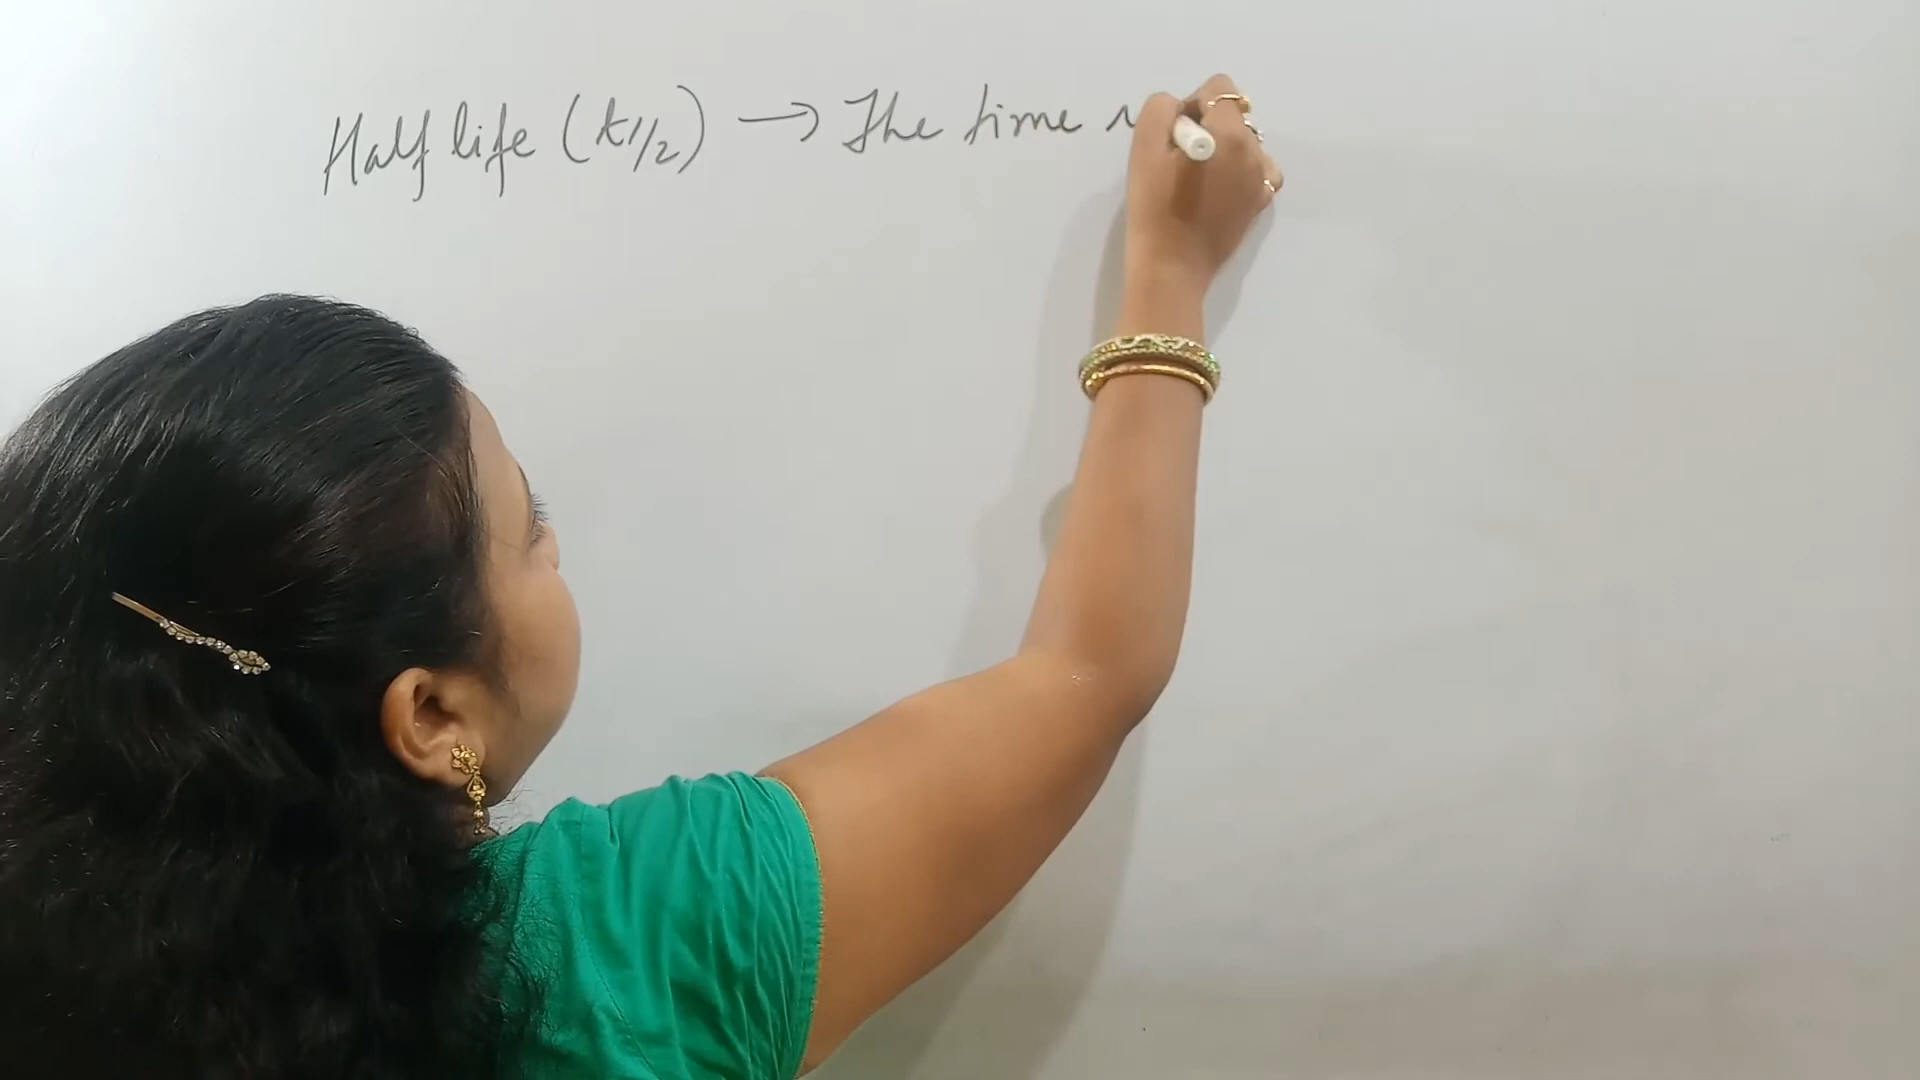 Half life (t1/2) → The time